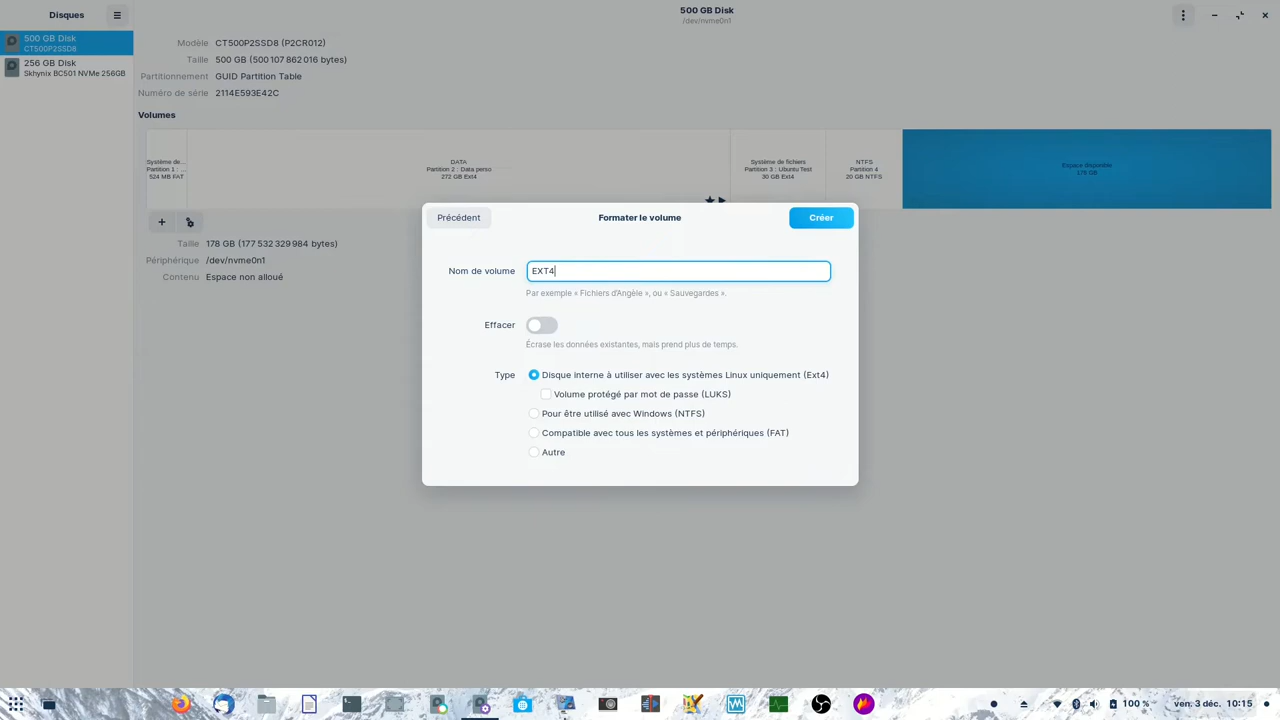 Disques
500 GB Disk
/dev/nvme0n1
500 GB Disk
CT500P2SSD8
256 GB Disk
Skhynix BC501 NVMe 256GB
Modèle CT500P2SSD8 (P2CR012)
Taille 500 GB (500 107 862 016 bytes)
Partitionnement GUID Partition Table
Numéro de série 2114E593E42C
Volumes
Système de…
Partition 1 : …
524 MB FAT
DATA
Partition 2 : Data perso
272 GB Ext4
Système de fichiers
Partition 3 : Ubuntu Test
30 GB Ext4
NTFS
Partition 4
20 GB NTFS
Espace disponible
178 GB
Taille 178 GB (177 532 329 984 bytes)
Périphérique /dev/nvme0n1
Contenu Espace non alloué
Précédent
Formater le volume
Créer
Nom de volume EXT4
Par exemple « Fichiers d'Angèle », ou « Sauvegardes ».
Effacer
Écrase les données existantes, mais prend plus de temps.
Type Disque interne à utiliser avec les systèmes Linux uniquement (Ext4)
Volume protégé par mot de passe (LUKS)
Pour être utilisé avec Windows (NTFS)
Compatible avec tous les systèmes et périphériques (FAT)
Autre
100 % ven. 3 déc. 10:15